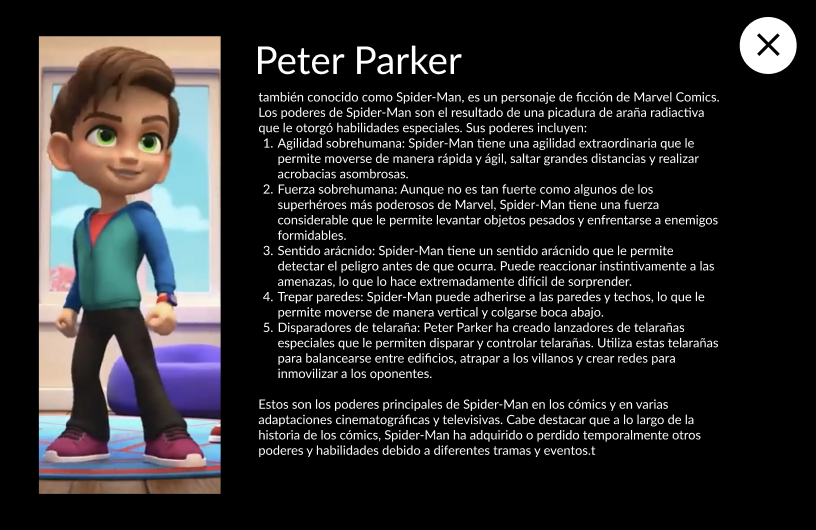 Peter Parker
también conocido como Spider-Man, es un personaje de ficción de Marvel Comics.
Los poderes de Spider-Man son el resultado de una picadura de araña radiactiva
que le otorgó habilidades especiales. Sus poderes incluyen:
1. Agilidad sobrehumana: Spider-Man tiene una agilidad extraordinaria que le
permite moverse de manera rápida y ágil, saltar grandes distancias y realizar
acrobacias asombrosas.
2. Fuerza sobrehumana: Aunque no es tan fuerte como algunos de los
superhéroes más poderosos de Marvel, Spider-Man tiene una fuerza
considerable que le permite levantar objetos pesados y enfrentarse a enemigos
formidables.
3. Sentido arácnido: Spider-Man tiene un sentido arácnido que le permite
detectar el peligro antes de que ocurra. Puede reaccionar instintivamente a las
amenazas, lo que lo hace extremadamente difícil de sorprender.
4. Trepar paredes: Spider-Man puede adherirse a las paredes y techos, lo que le
permite moverse de manera vertical y colgarse boca abajo.
5. Disparadores de telaraña: Peter Parker ha creado lanzadores de telarañas
especiales que le permiten disparar y controlar telarañas. Utiliza estas telarañas
para balancearse entre edificios, atrapar a los villanos y crear redes para
inmovilizar a los oponentes.
Estos son los poderes principales de Spider-Man en los cómics y en varias
adaptaciones cinematográficas y televisivas. Cabe destacar que a lo largo de la
historia de los cómics, Spider-Man ha adquirido o perdido temporalmente otros
poderes y habilidades debido a diferentes tramas y eventos.t